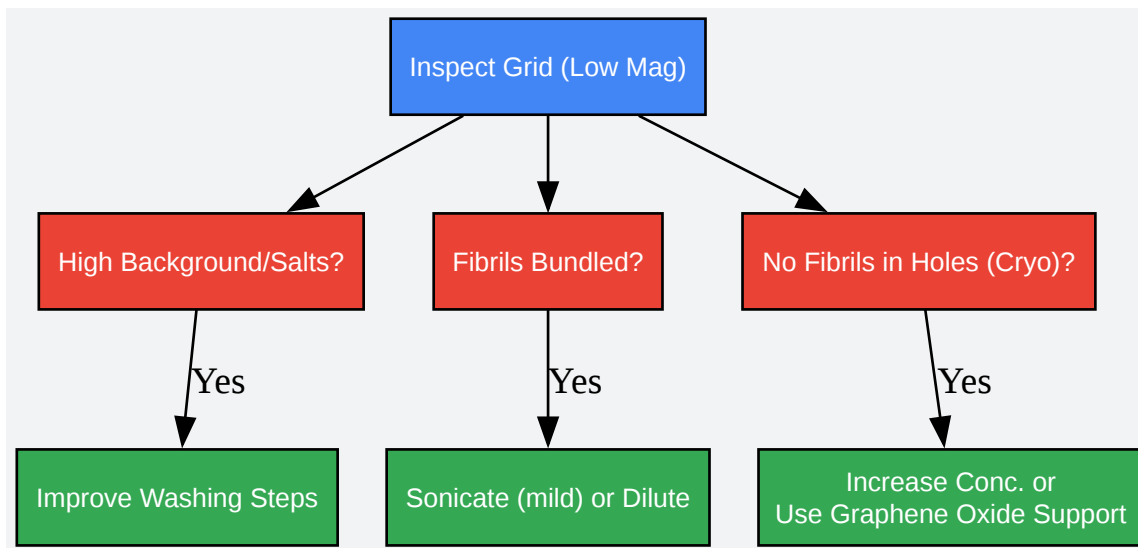 Inspect Grid (Low Mag)
High Background/Salts?
Fibrils Bundled?
No Fibrils in Holes (Cryo)?
Yes
Yes
Yes
Improve Washing Steps
Sonicate (mild) or Dilute
Increase Conc. or
Use Graphene Oxide Support